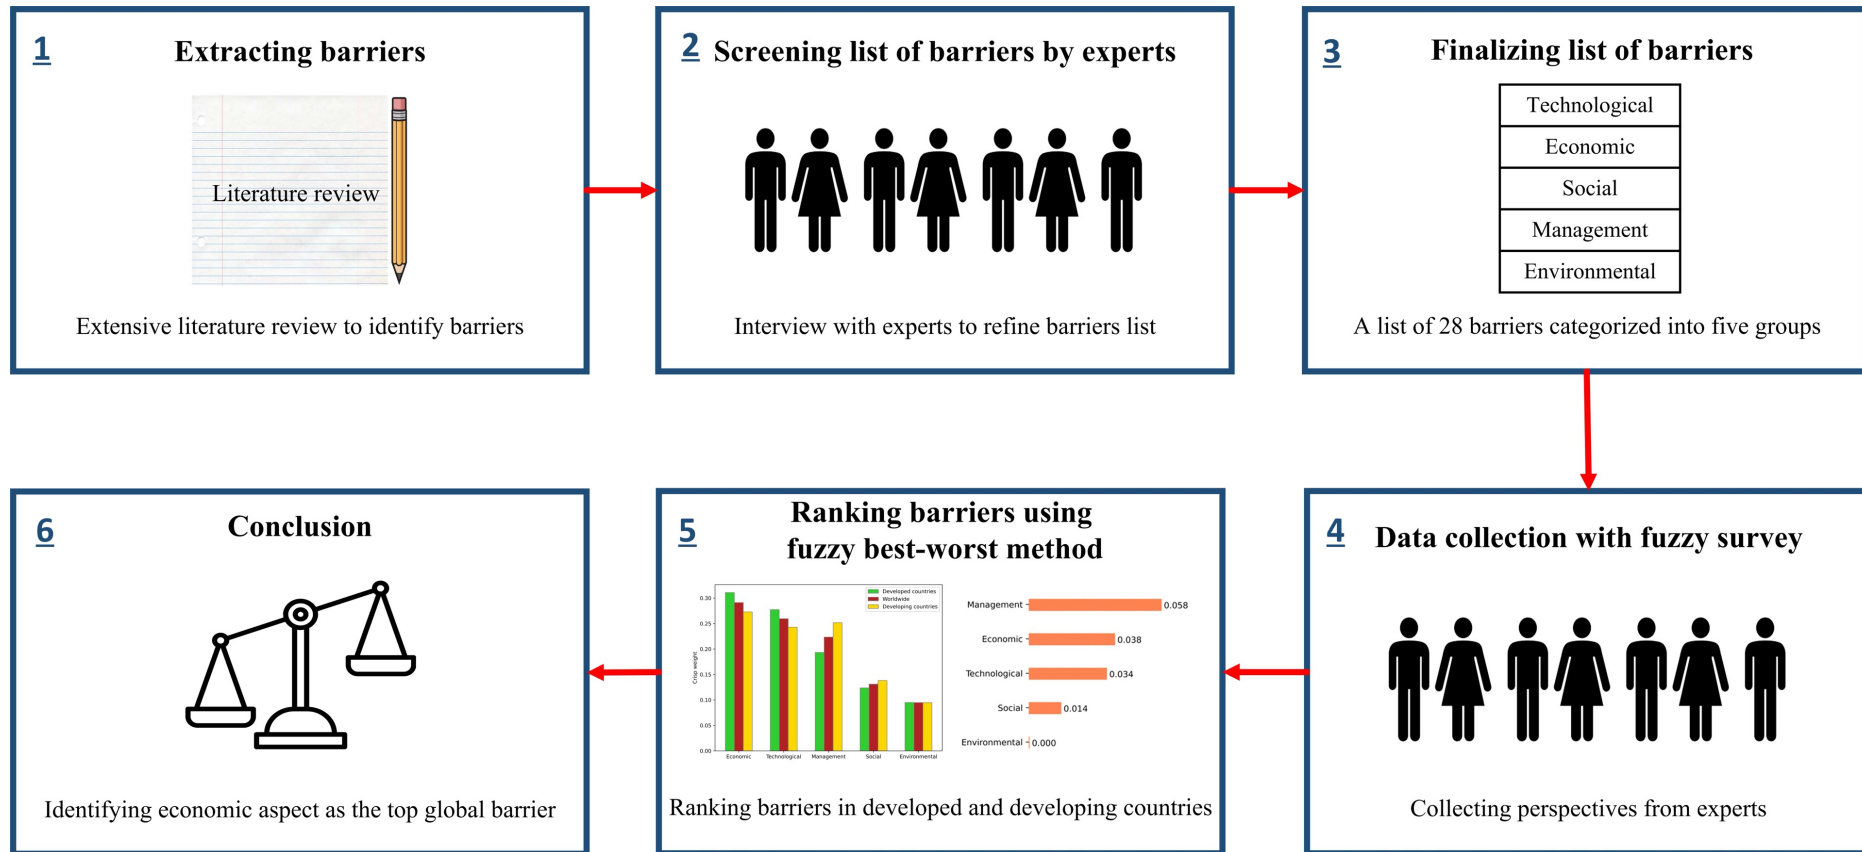 1
Extracting barriers
Literature review
Extensive literature review to identify barriers
2
Screening list of barriers by experts
Interview with experts to refine barriers list
3
Finalizing list of barriers
Technological
Economic
Social
Management
Environmental
A list of 28 barriers categorized into five groups
4
Data collection with fuzzy survey
Collecting perspectives from experts
5
Ranking barriers using
fuzzy best-worst method
Crisp weight
0.30
0.25
0.20
0.15
0.10
0.05
0.00
Developed countries
Worldwide
Developing countries
Economic
Technological
Management
Social
Environmental
Management 0.058
Economic 0.038
Technological 0.034
Social 0.014
Environmental 0.000
Ranking barriers in developed and developing countries
6
Conclusion
Identifying economic aspect as the top global barrier